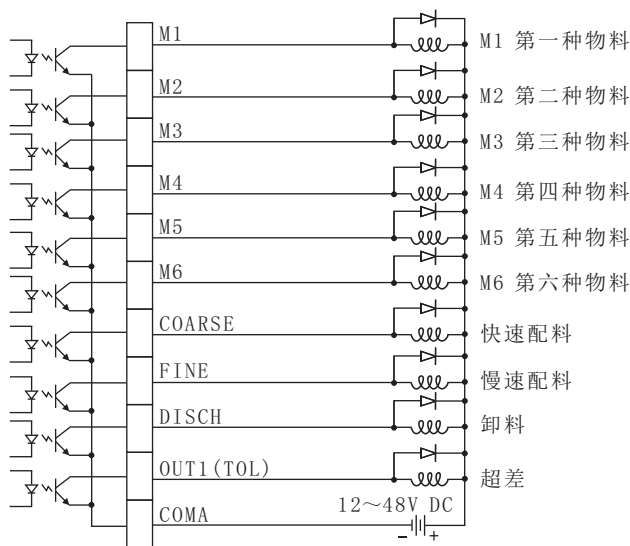 M1 M1 第一种物料
M2 M2 第二种物料
M3 M3 第三种物料
M4 M4 第四种物料
M5 M5 第五种物料
M6 M6 第六种物料
COARSE 快速配料
FINE 慢速配料
DISCH 卸料
OUT1(TOL) 超差
COMA 12～48V DC
- +